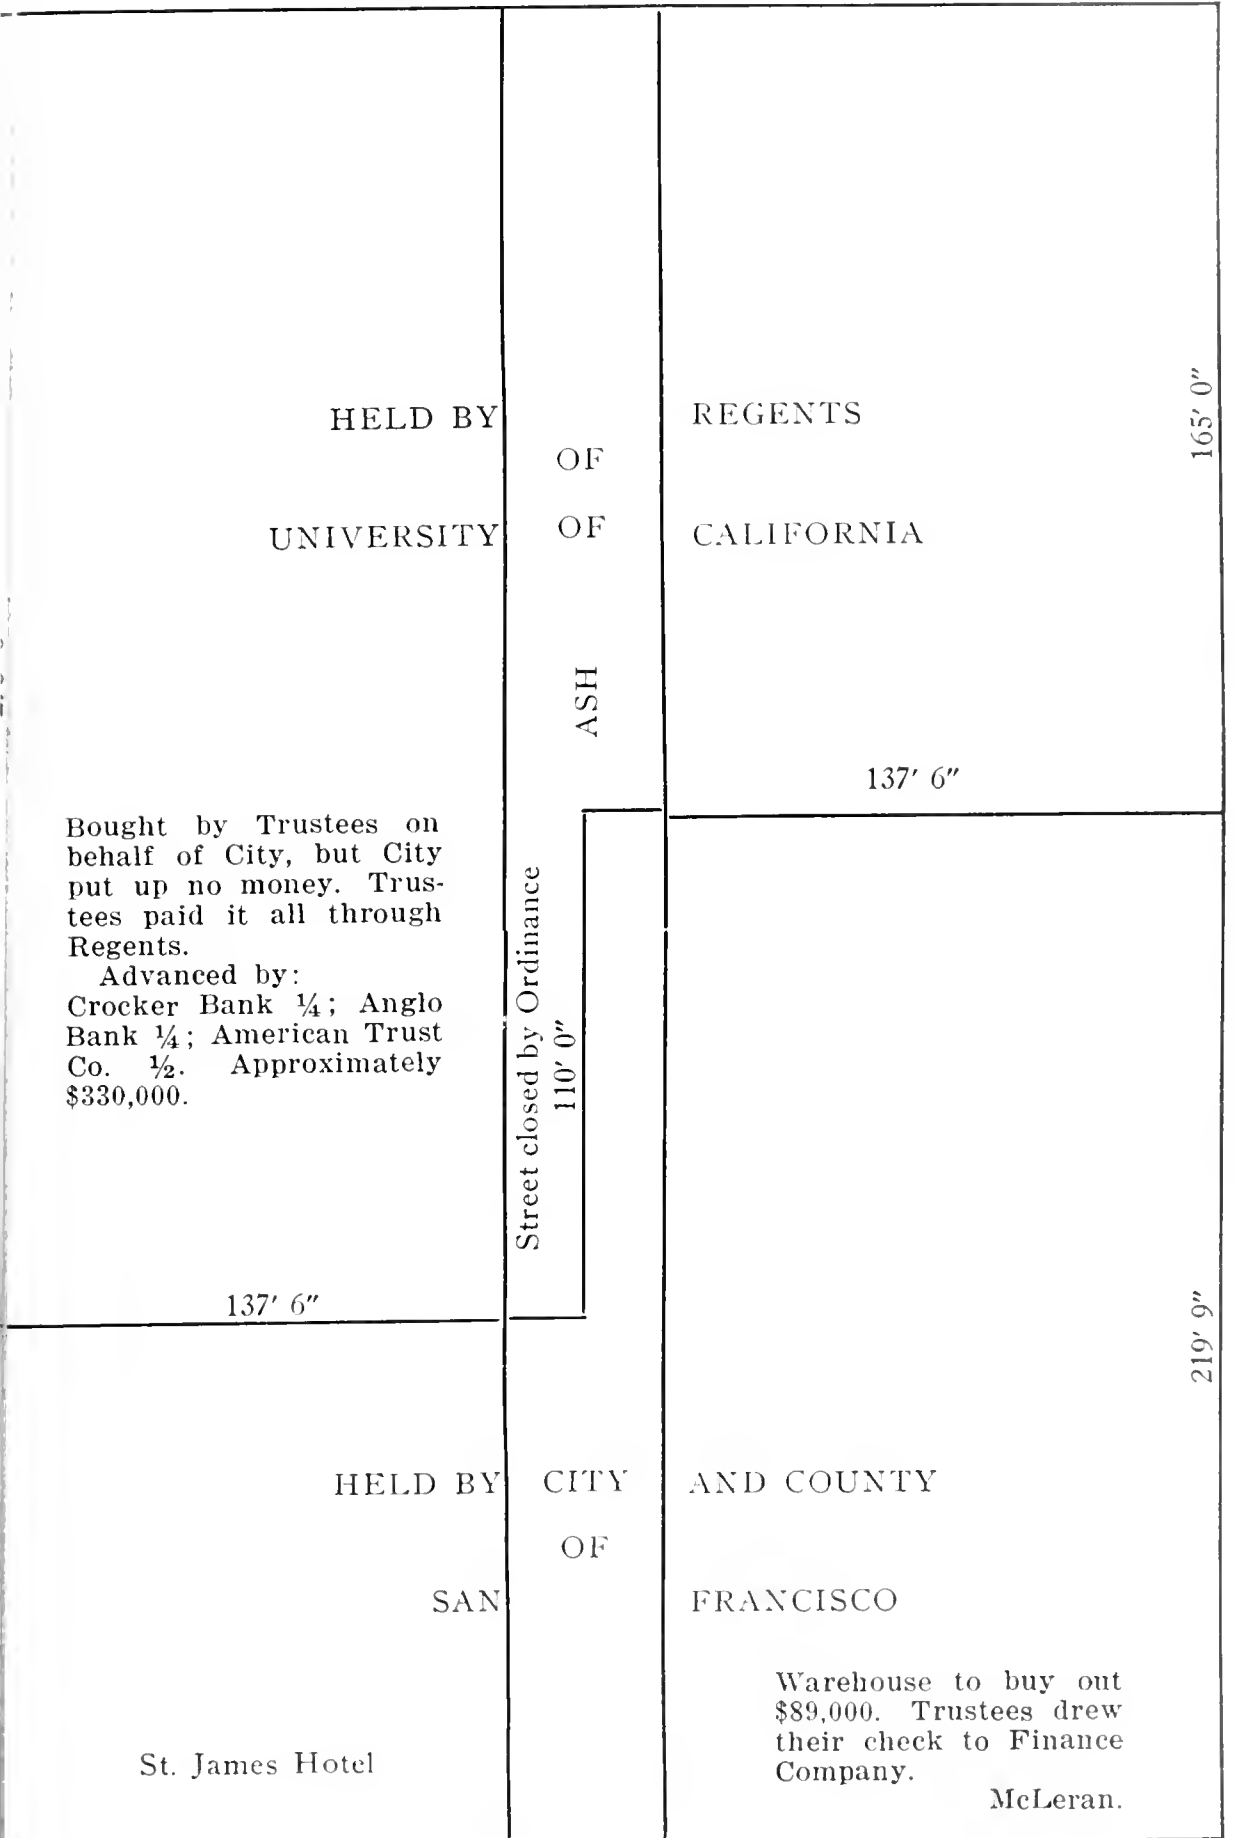 HELD BY REGENTS
OF
UNIVERSITY OF CALIFORNIA
165′ 0″
ASH
137′ 6″
Bought by Trustees on
behalf of City, but City
put up no money. Trus-
tees paid it all through
Regents.
Advanced by:
Crocker Bank ¼; Anglo
Bank ¼; American Trust
Co. ½. Approximately
$330,000.
Street closed by Ordinance
110′ 0″
137′ 6″
219′ 9″
HELD BY CITY AND COUNTY
OF
SAN FRANCISCO
Warehouse to buy out
$89,000. Trustees drew
their check to Finance
Company.
McLeran.
St. James Hotel